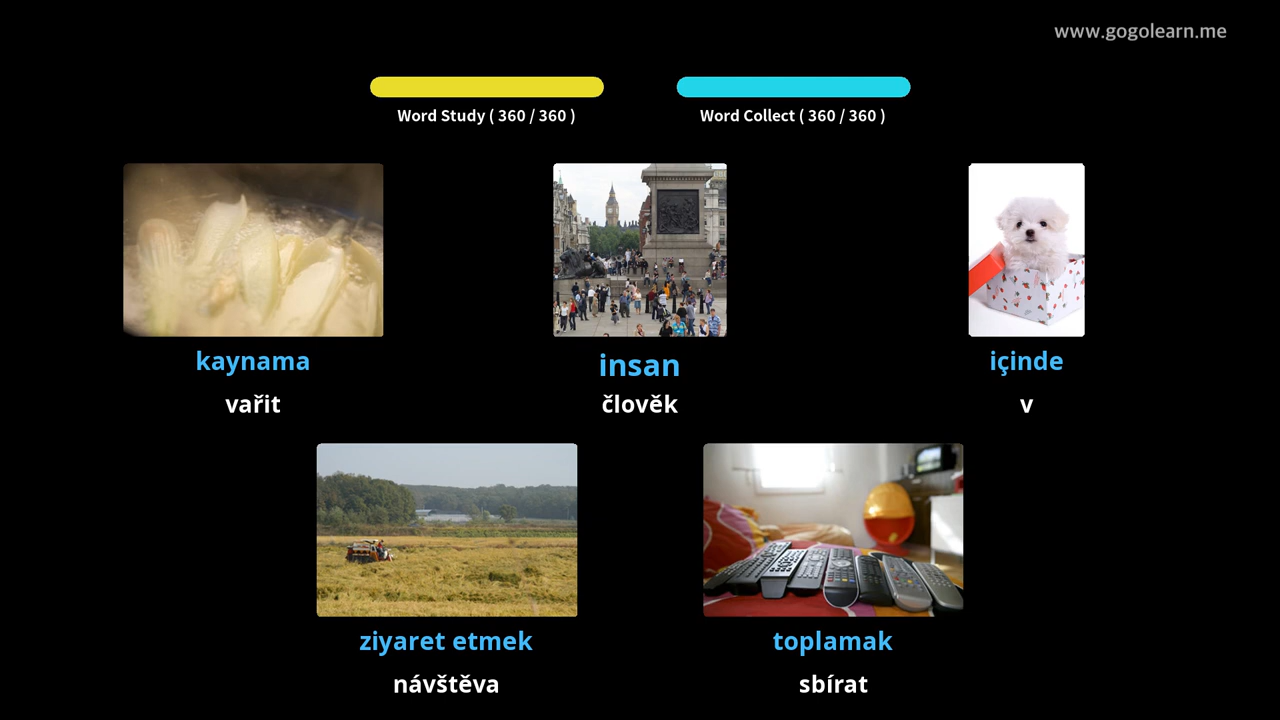 www.gogolearn.me
Word Study ( 360 / 360 )
Word Collect ( 360 / 360 )
kaynama
vařit
insan
člověk
içinde
v
ziyaret etmek
návštěva
toplamak
sbírat